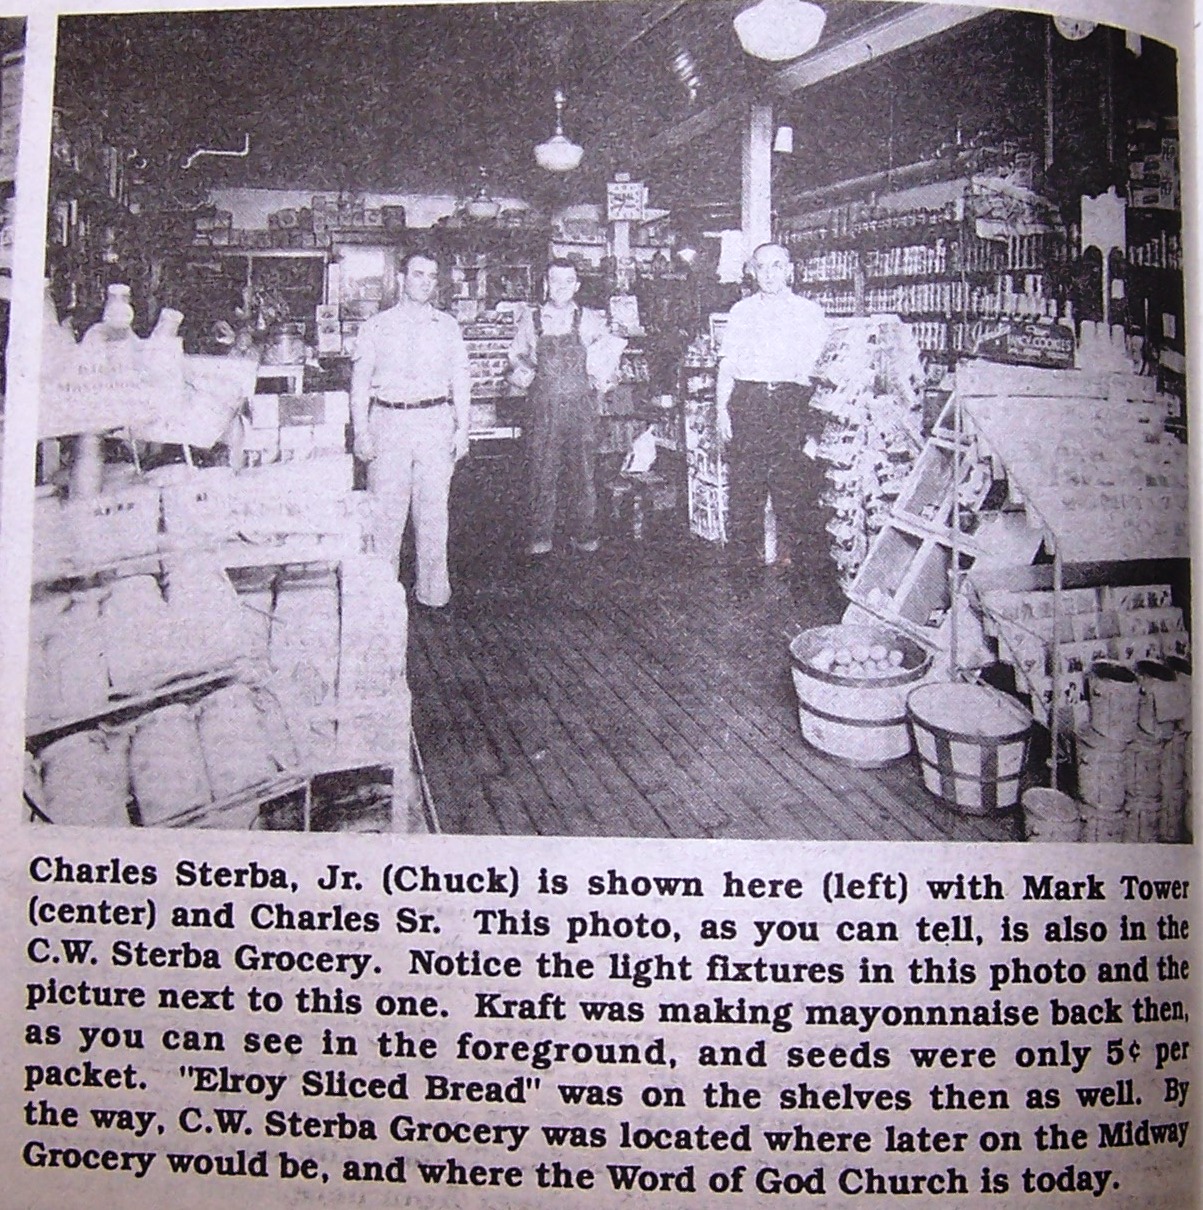 FANCY COOKIES
Charles Sterba, Jr. (Chuck) is shown here (left) with Mark Tower
(center) and Charles Sr. This photo, as you can tell, is also in the
C.W. Sterba Grocery. Notice the light fixtures in this photo and the
picture next to this one. Kraft was making mayonnnaise back then,
as you can see in the foreground, and seeds were only 5¢ per
packet. "Elroy Sliced Bread" was on the shelves then as well. By
the way, C.W. Sterba Grocery was located where later on the Midway
Grocery would be, and where the Word of God Church is today.